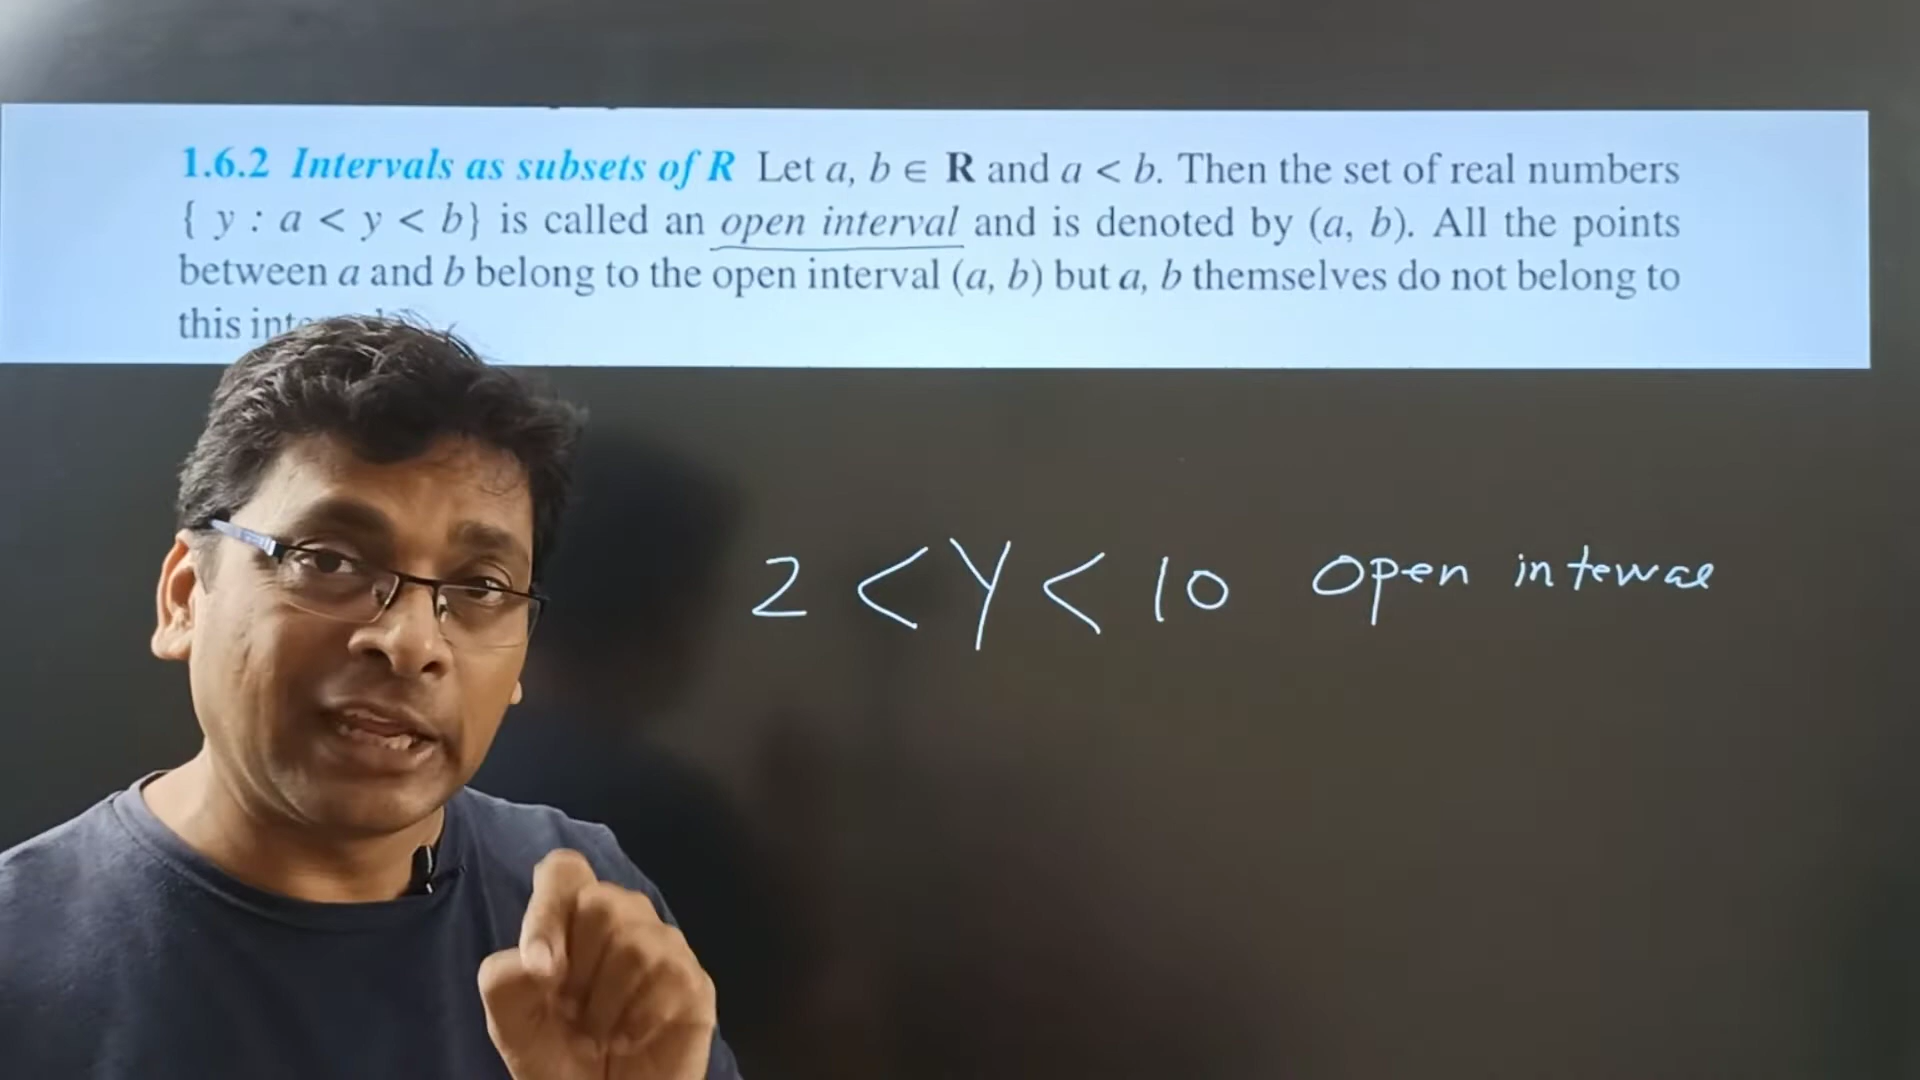 1.6.2 Intervals as subsets of R Let a, b ∈ R and a < b. Then the set of real numbers
{ y : a < y < b} is called an open interval and is denoted by (a, b). All the points
between a and b belong to the open interval (a, b) but a, b themselves do not belong to
this
2 < y < 10 open interval